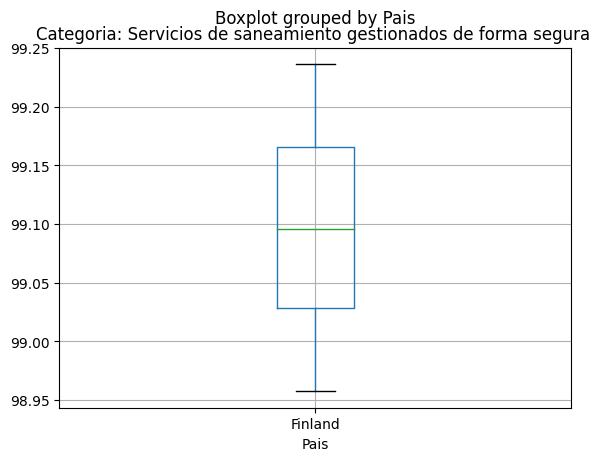 Boxplot grouped by Pais
Categoria: Servicios de saneamiento gestionados de forma segura
99.25
99.20
99.15
99.10
99.05
99.00
98.95
Finland
Pais